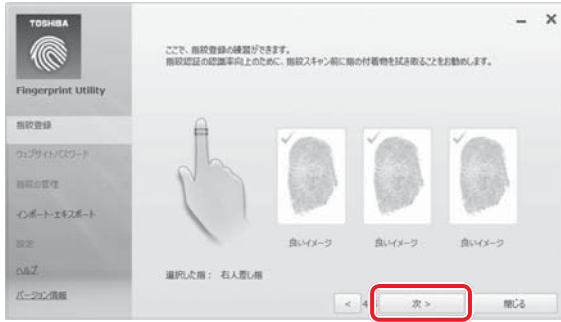 TOSHIBA
Fingerprint Utility
指紋登録
ウェブサイト/パスワード
指紋の管理
インポート・エキスポート
設定
ヘルプ
バージョン情報
ここで、指紋登録の練習ができます。
指紋認証の認識率向上のために、指紋スキャン前に指の付着物を拭き取ることをお勧めします。
良いイメージ
良いイメージ
良いイメージ
選択した指： 右人差し指
< 4
次 >
閉じる